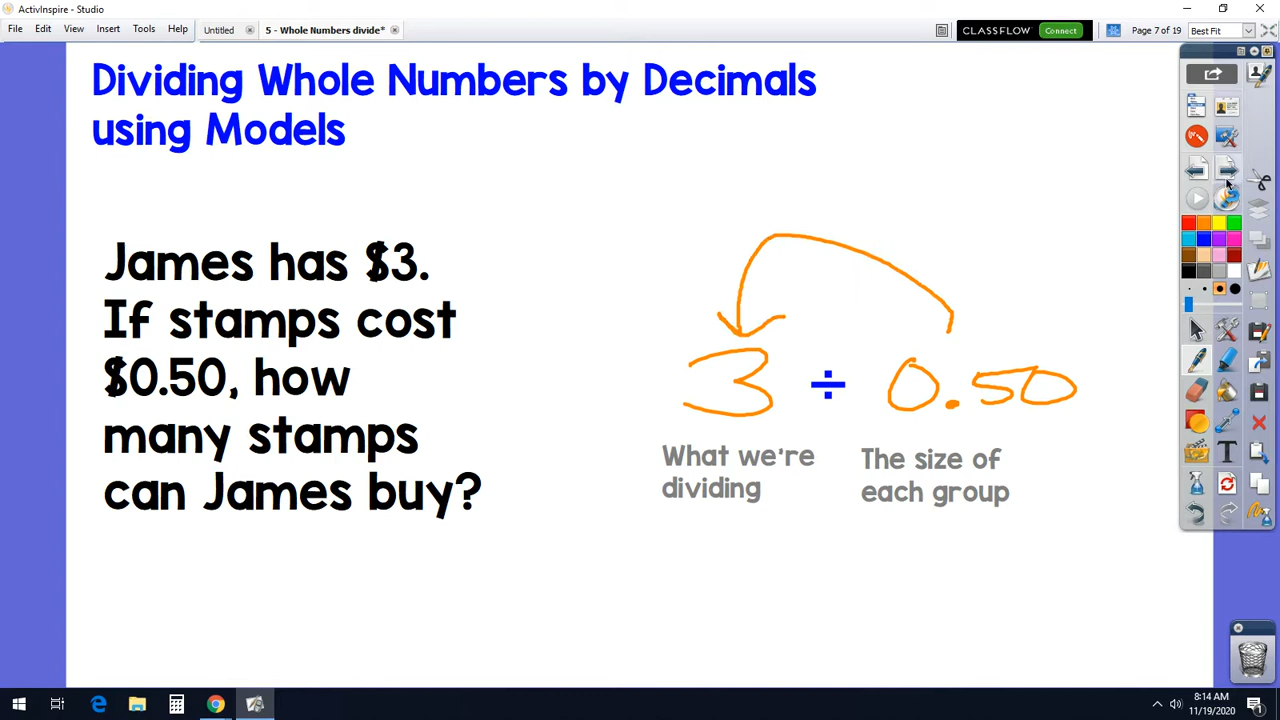 ActivInspire - Studio
File Edit View Insert Tools Help
Untitled
5 - Whole Numbers divide*
CLASSFLOW Connect
Page 7 of 19
Best Fit
Dividing Whole Numbers by Decimals
using Models
James has $3.
If stamps cost
$0.50, how
many stamps
can James buy?
3 ÷ 0.50
What we're
dividing
The size of
each group
T
8:14 AM
11/19/2020
1